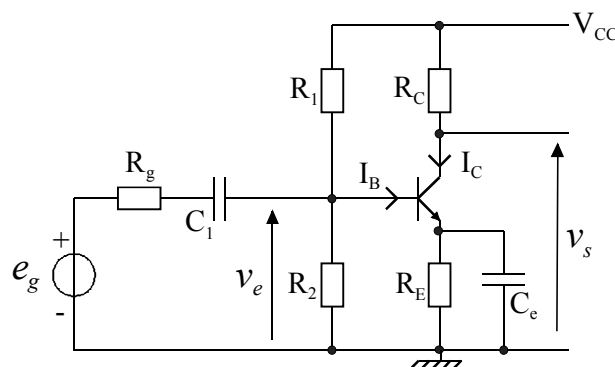 V_CC
R_1
R_C
R_g
I_B
I_C
C_1
+
e_g
-
v_e
R_2
R_E
C_e
v_s